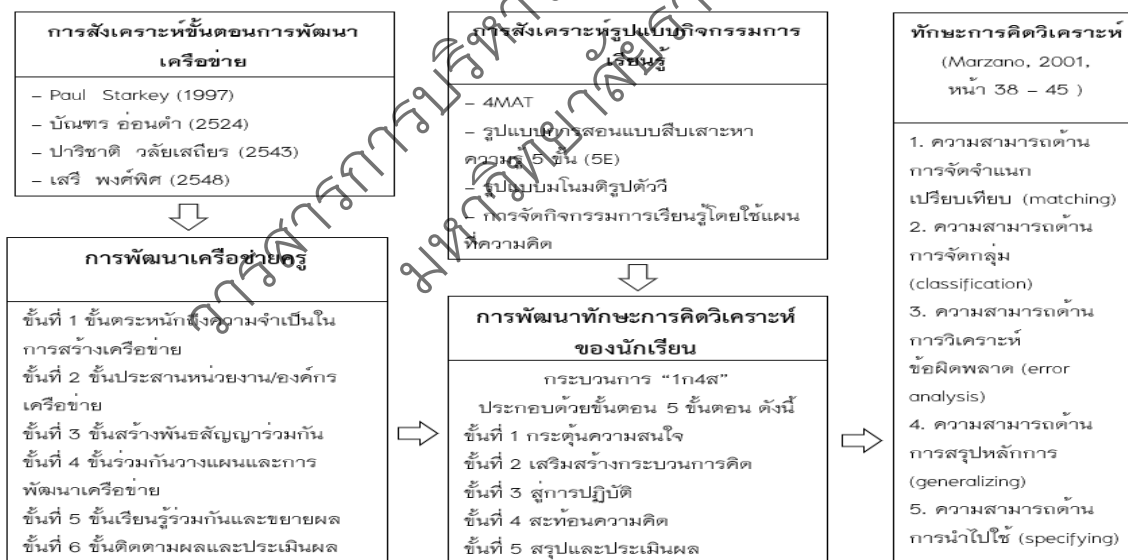 การสังเคราะห์ขั้นตอนการพัฒนา
เครือข่าย
– Paul Starkey (1997)
– บัณฑร อ่อนดำ (2524)
– ปาริชาติ วลัยเสถียร (2543)
– เสรี พงศ์พิศ (2548)
การพัฒนาเครือข่ายครู
ขั้นที่ 1 ขั้นตระหนักถึงความจำเป็นใน
การสร้างเครือข่าย
ขั้นที่ 2 ขั้นประสานหน่วยงาน/องค์กร
เครือข่าย
ขั้นที่ 3 ขั้นสร้างพันธสัญญาร่วมกัน
ขั้นที่ 4 ขั้นร่วมกันวางแผนและการ
พัฒนาเครือข่าย
ขั้นที่ 5 ขั้นเรียนรู้ร่วมกันและขยายผล
ขั้นที่ 6 ขั้นติดตามผลและประเมินผล
การสังเคราะห์รูปแบบกิจกรรมการ
เรียนรู้
– 4MAT
– รูปแบบการสอนแบบสืบเสาะหา
ความรู้ 5 ขั้น (5E)
– รูปแบบมโนมติรูปตัววี
– การจัดกิจกรรมการเรียนรู้โดยใช้แผน
ที่ความคิด
การพัฒนาทักษะการคิดวิเคราะห์
ของนักเรียน
กระบวนการ “1ก4ส”
ประกอบด้วยขั้นตอน 5 ขั้นตอน ดังนี้
ขั้นที่ 1 กระตุ้นความสนใจ
ขั้นที่ 2 เสริมสร้างกระบวนการคิด
ขั้นที่ 3 สู่การปฏิบัติ
ขั้นที่ 4 สะท้อนความคิด
ขั้นที่ 5 สรุปและประเมินผล
ทักษะการคิดวิเคราะห์
(Marzano, 2001,
หน้า 38 – 45 )
1. ความสามารถด้าน
การจัดจำแนก
เปรียบเทียบ (matching)
2. ความสามารถด้าน
การจัดกลุ่ม
(classification)
3. ความสามารถด้าน
การวิเคราะห์
ข้อผิดพลาด (error
analysis)
4. ความสามารถด้าน
การสรุปหลักการ
(generalizing)
5. ความสามารถด้าน
การนำไปใช้ (specifying)
วารสารการบริหาร
มหาวิทยาลัย